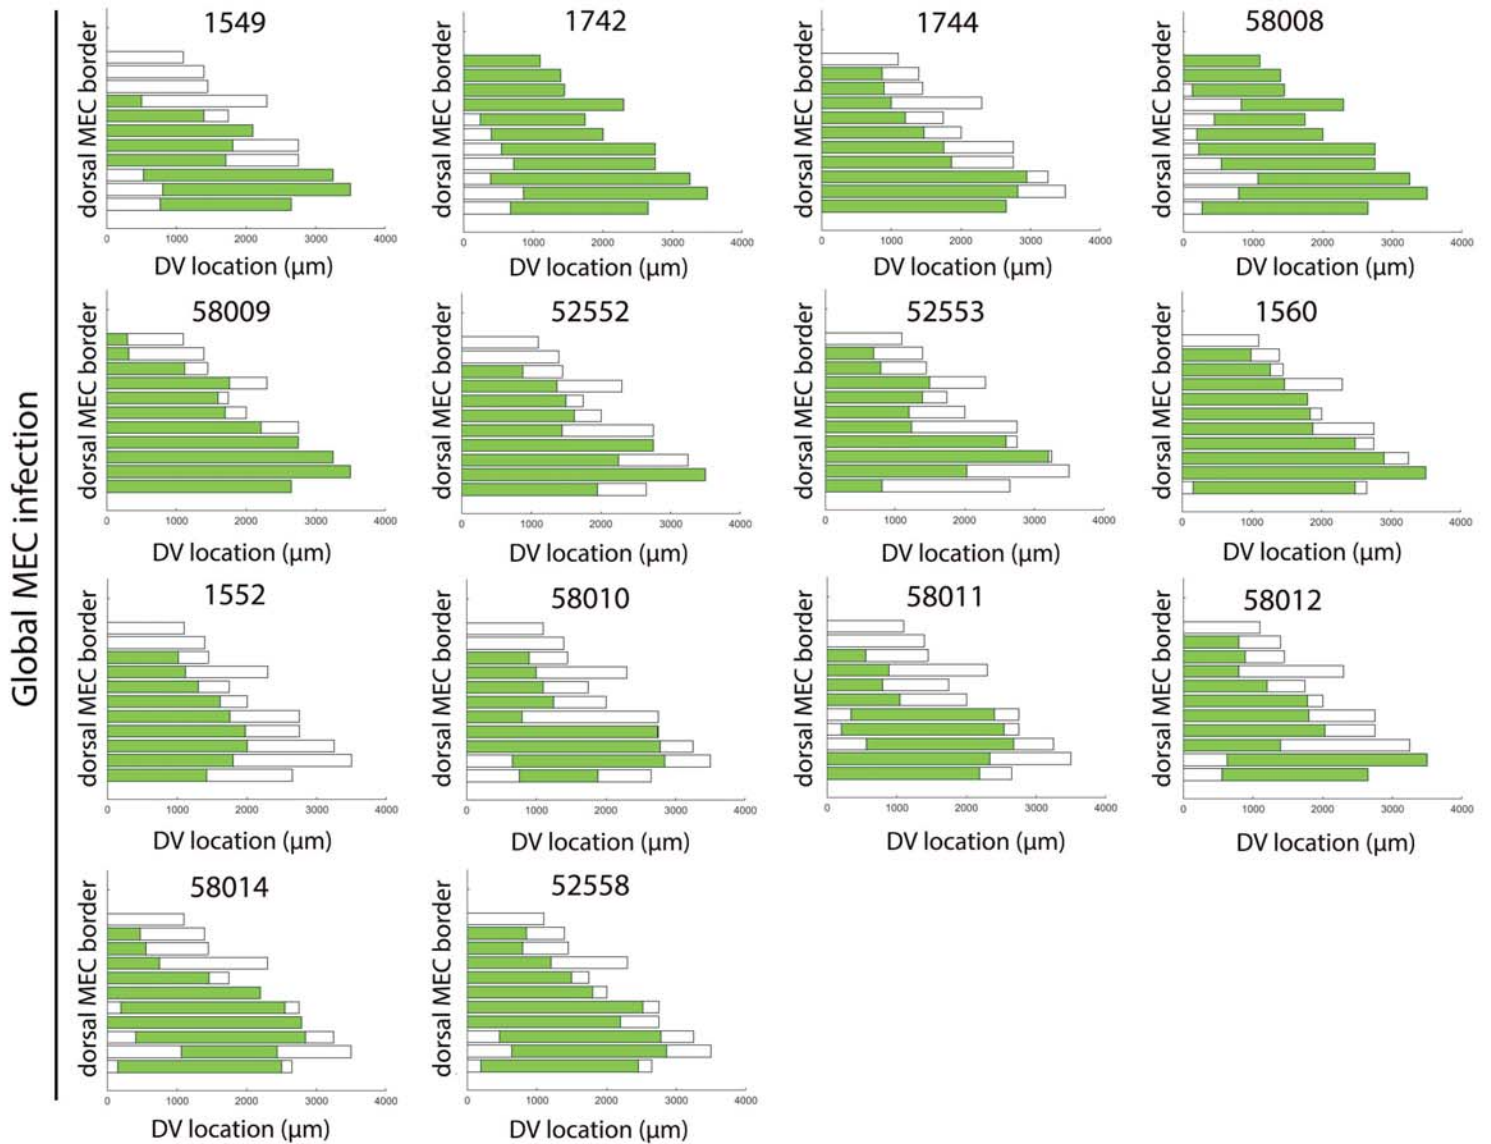 Global MEC infection
1549
dorsal MEC border
0 1000 2000 3000 4000
DV location (µm)
1742
dorsal MEC border
0 1000 2000 3000 4000
DV location (µm)
1744
dorsal MEC border
0 1000 2000 3000 4000
DV location (µm)
58008
dorsal MEC border
0 1000 2000 3000 4000
DV location (µm)
58009
dorsal MEC border
0 1000 2000 3000 4000
DV location (µm)
52552
dorsal MEC border
0 1000 2000 3000 4000
DV location (µm)
52553
dorsal MEC border
0 1000 2000 3000 4000
DV location (µm)
1560
dorsal MEC border
0 1000 2000 3000 4000
DV location (µm)
1552
dorsal MEC border
0 1000 2000 3000 4000
DV location (µm)
58010
dorsal MEC border
0 1000 2000 3000 4000
DV location (µm)
58011
dorsal MEC border
0 1000 2000 3000 4000
DV location (µm)
58012
dorsal MEC border
0 1000 2000 3000 4000
DV location (µm)
58014
dorsal MEC border
0 1000 2000 3000 4000
DV location (µm)
52558
dorsal MEC border
0 1000 2000 3000 4000
DV location (µm)